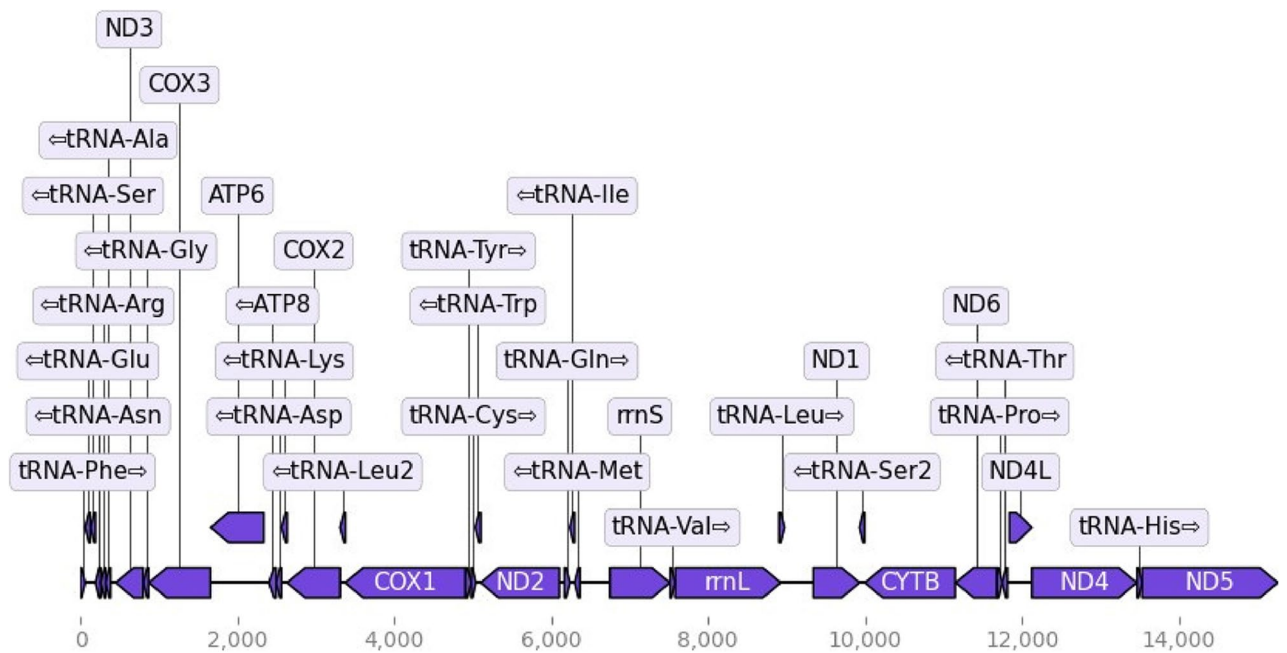 ND3
COX3
⇦tRNA-Ala
⇦tRNA-Ser ATP6 ⇦tRNA-Ile
⇦tRNA-Gly COX2 tRNA-Tyr⇨
⇦tRNA-Arg ⇦ATP8 ⇦tRNA-Trp ND6
⇦tRNA-Glu ⇦tRNA-Lys tRNA-Gln⇨ ND1 ⇦tRNA-Thr
⇦tRNA-Asn ⇦tRNA-Asp tRNA-Cys⇨ rrnS tRNA-Leu⇨ tRNA-Pro⇨
tRNA-Phe⇨ ⇦tRNA-Leu2 ⇦tRNA-Met ⇦tRNA-Ser2 ND4L
tRNA-Val⇨ tRNA-His⇨
COX1 ND2 rrnL CYTB ND4 ND5
0 2,000 4,000 6,000 8,000 10,000 12,000 14,000